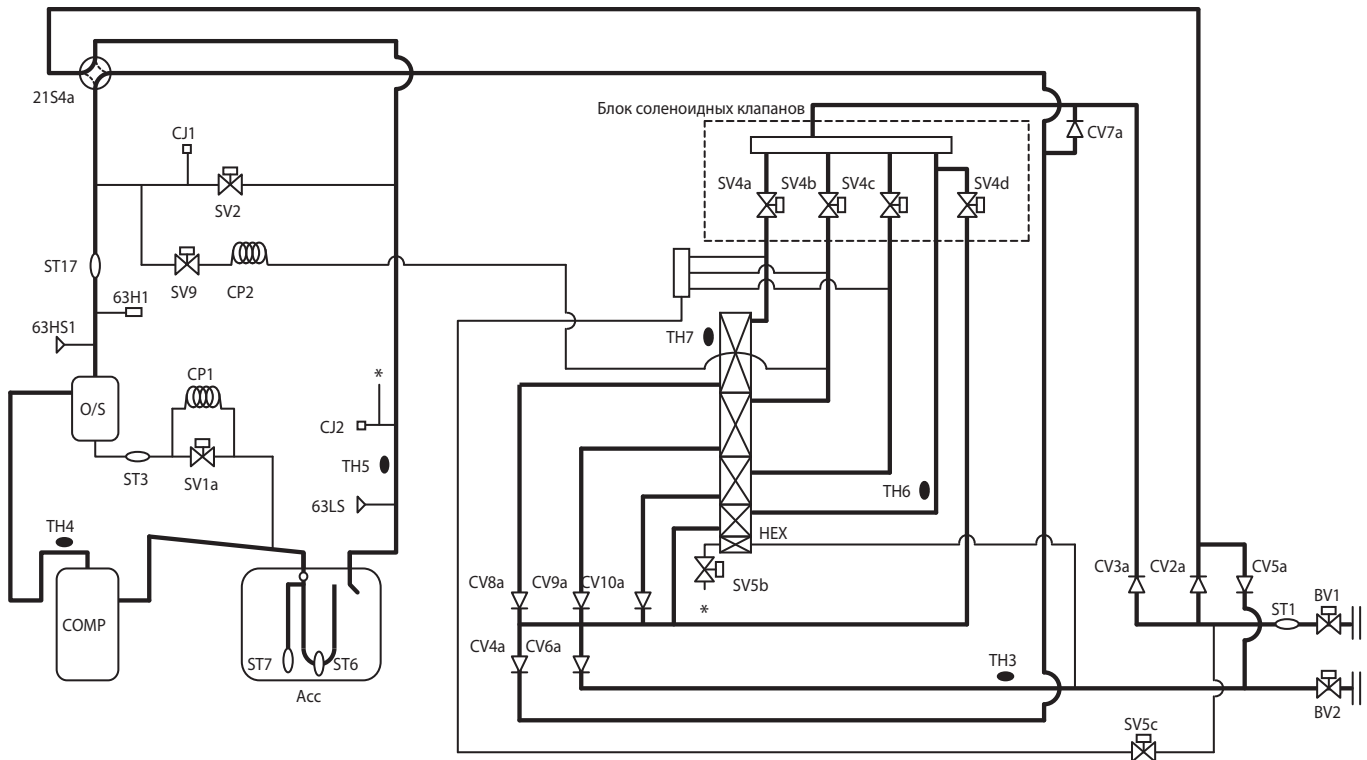 21S4a
CJ1
Блок соленоидных клапанов
CV7a
SV4a
SV4b
SV4c
SV4d
SV2
ST17
SV9
CP2
63H1
63HS1
TH7
CP1
*
O/S
CJ2
TH5
ST3
SV1a
63LS
TH6
TH4
HEX
SV5b
*
CV8a
CV9a
CV10a
CV3a
CV2a
CV5a
ST1
BV1
COMP
ST7
ST6
Acc
CV4a
CV6a
TH3
BV2
SV5c